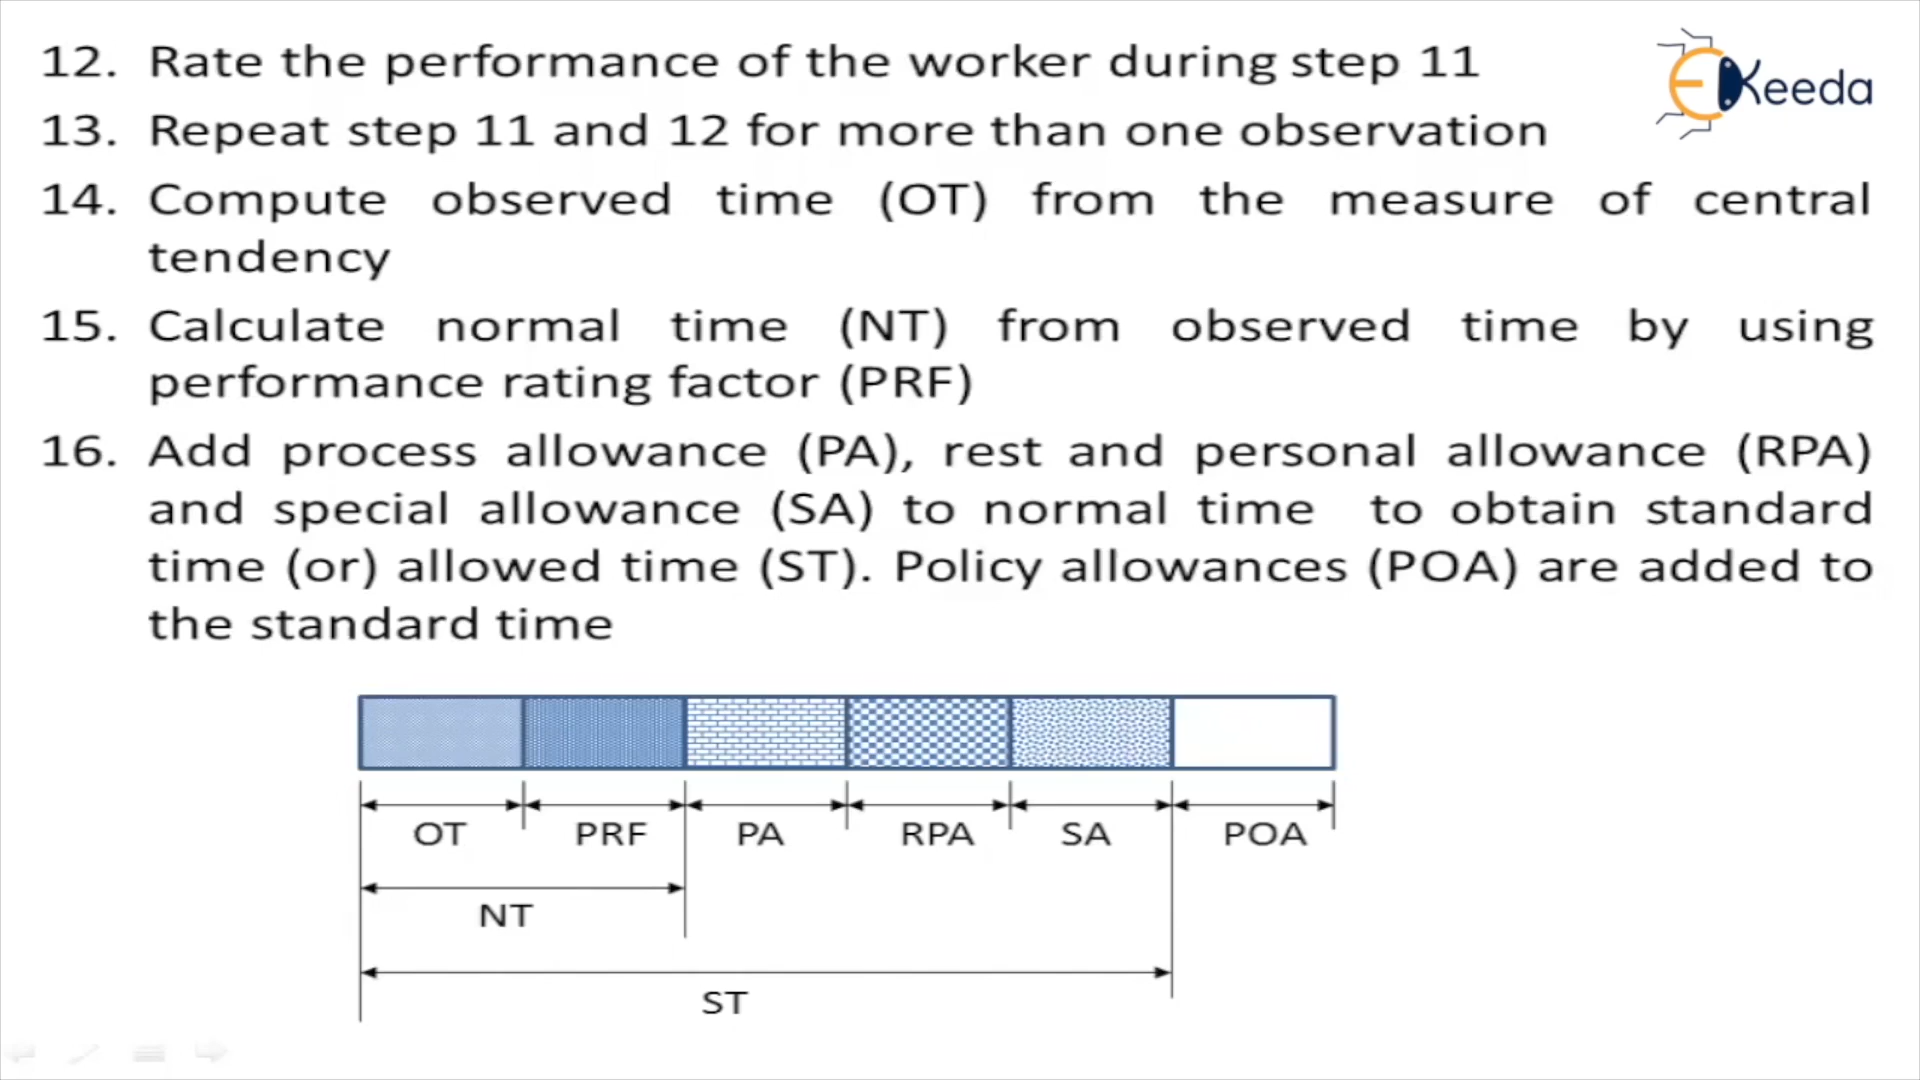 12. Rate the performance of the worker during step 11
EKeeda
13. Repeat step 11 and 12 for more than one observation
14. Compute observed time (OT) from the measure of central
tendency
15. Calculate normal time (NT) from observed time by using
performance rating factor (PRF)
16. Add process allowance (PA), rest and personal allowance (RPA)
and special allowance (SA) to normal time to obtain standard
time (or) allowed time (ST). Policy allowances (POA) are added to
the standard time
OT PRF PA RPA SA POA
NT
ST